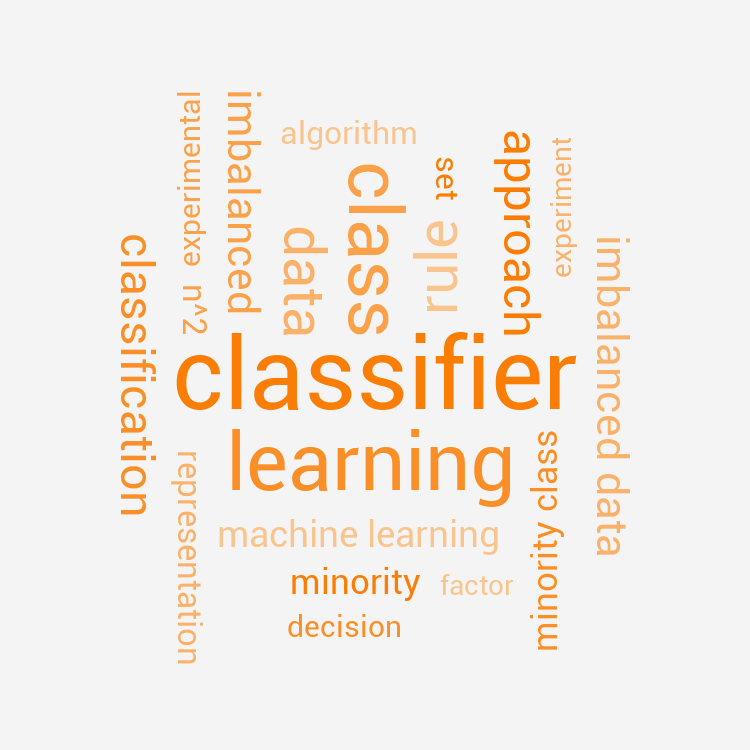 experimental
imbalanced
algorithm
class
set
approach
experiment
classification
n^2
data
rule
imbalanced data
classifier
learning
representation
machine learning
minority class
minority
factor
decision